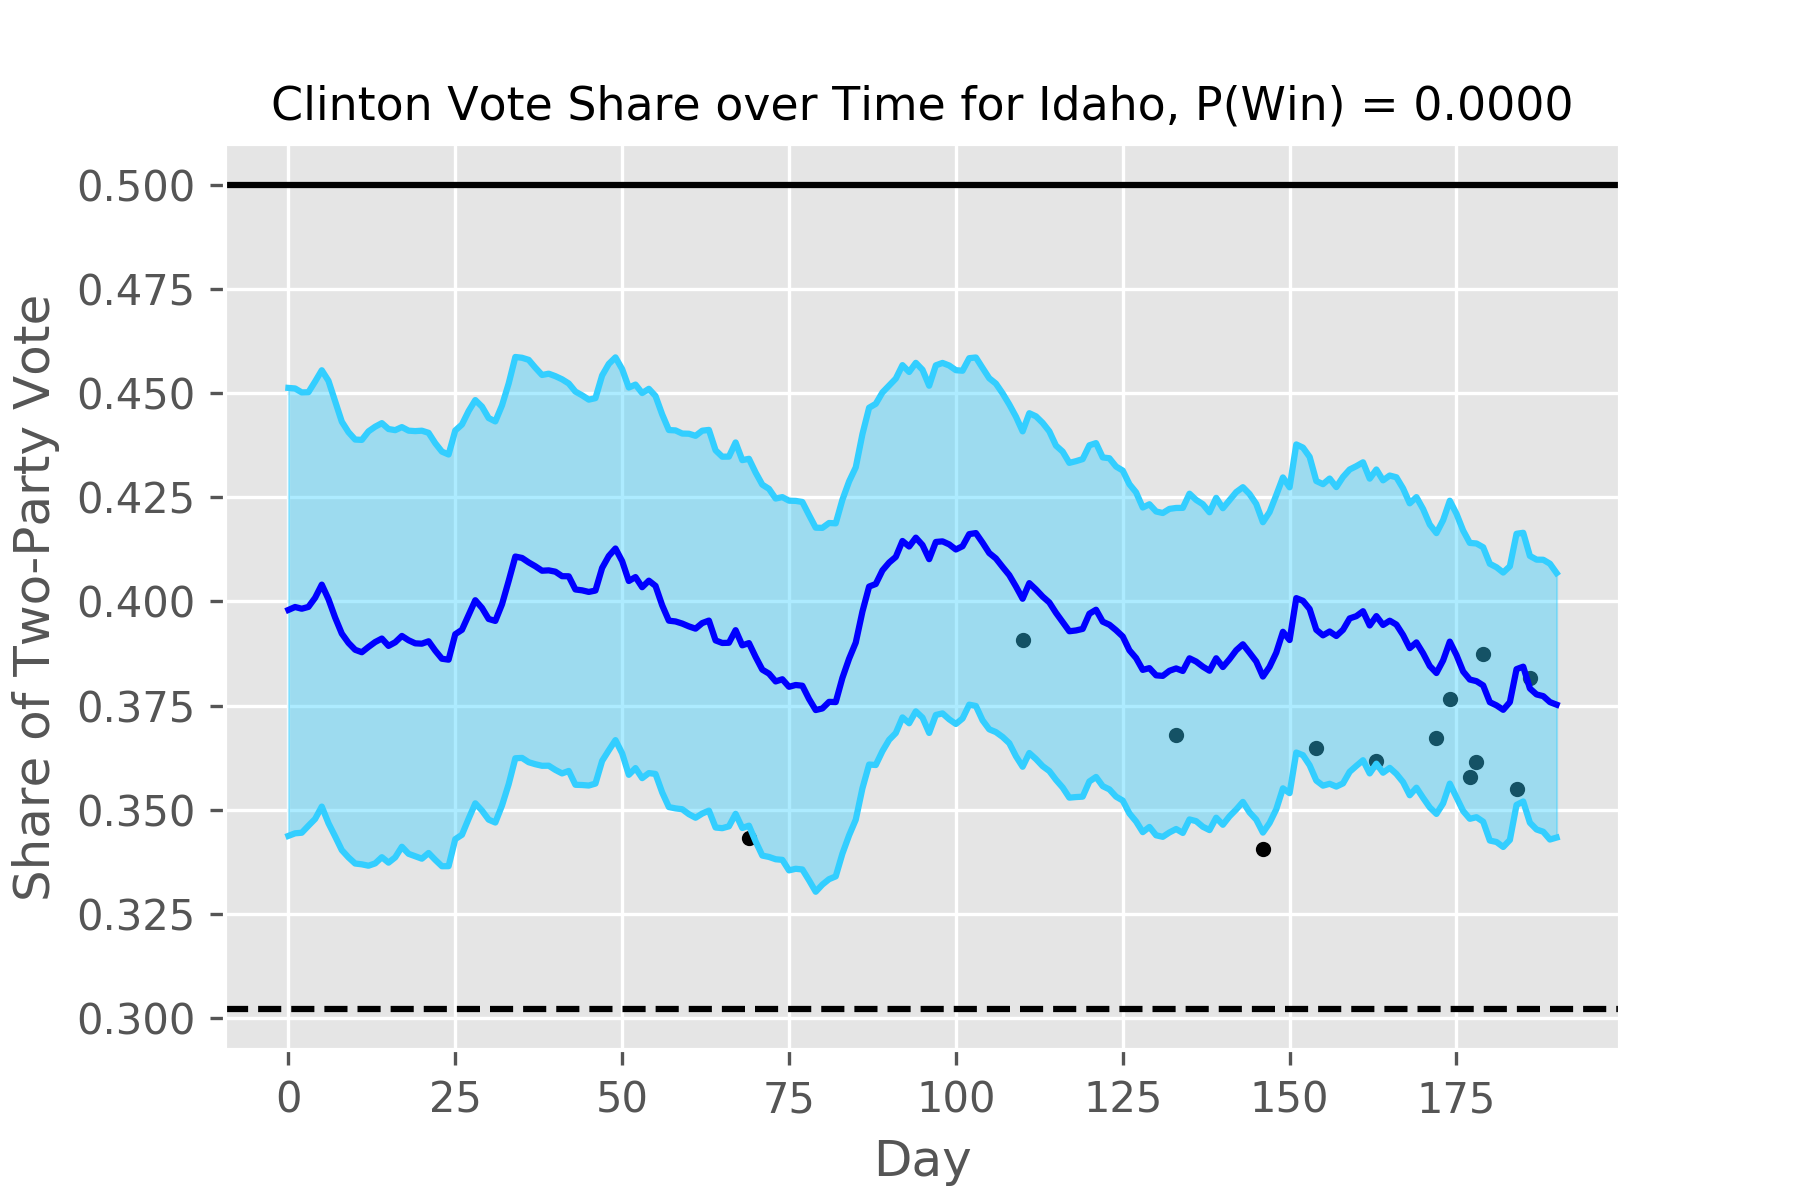 Clinton Vote Share over Time for Idaho, P(Win) = 0.0000
Share of Two-Party Vote
0.500
0.475
0.450
0.425
0.400
0.375
0.350
0.325
0.300
0 25 50 75 100 125 150 175
Day